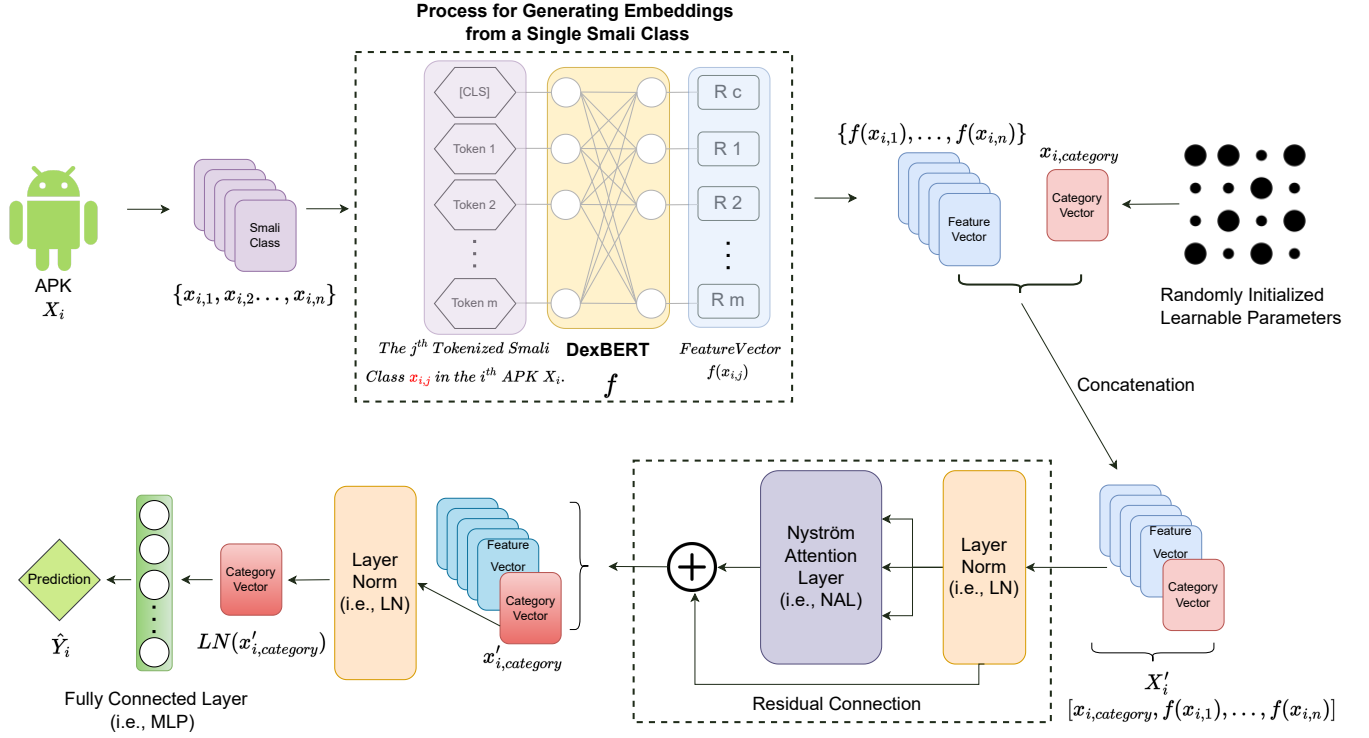 Process for Generating Embeddings
from a Single Smali Class
APK
X_i
Smali
Class
{x_{i,1}, x_{i,2} ..., x_{i,n}}
[CLS]
Token 1
Token 2
⋮
Token m
R c
R 1
R 2
⋮
R m
The j^{th} Tokenized Smali
Class x_{i,j} in the i^{th} APK X_i.
DexBERT
f
FeatureVector
f(x_{i,j})
{f(x_{i,1}), ..., f(x_{i,n})}
Feature
Vector
x_{i,category}
Category
Vector
Randomly Initialized
Learnable Parameters
Concatenation
Feature
Vector
Category
Vector
X'_i
[x_{i,category}, f(x_{i,1}), ..., f(x_{i,n})]
Layer
Norm
(i.e., LN)
Nyström
Attention
Layer
(i.e., NAL)
Residual Connection
Feature
Vector
Category
Vector
x'_{i,category}
Layer
Norm
(i.e., LN)
Category
Vector
LN(x'_{i,category})
Fully Connected Layer
(i.e., MLP)
Prediction
Ŷ_i